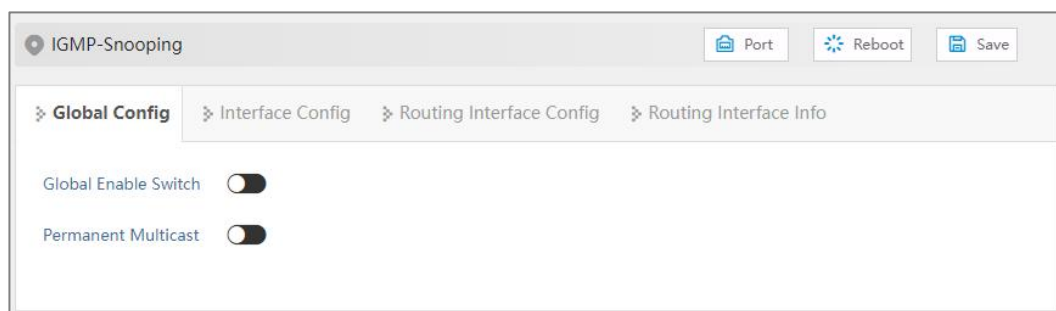 IGMP-Snooping Port Reboot Save
Global Config Interface Config Routing Interface Config Routing Interface Info
Global Enable Switch
Permanent Multicast